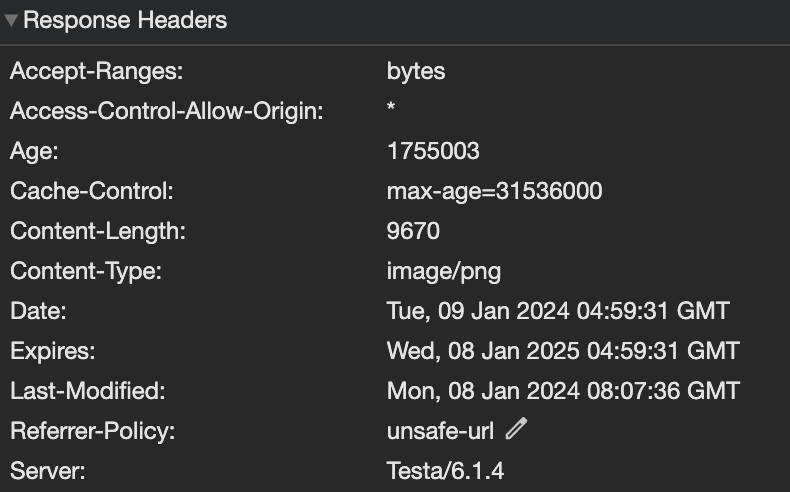 Response Headers
Accept-Ranges: bytes
Access-Control-Allow-Origin: *
Age: 1755003
Cache-Control: max-age=31536000
Content-Length: 9670
Content-Type: image/png
Date: Tue, 09 Jan 2024 04:59:31 GMT
Expires: Wed, 08 Jan 2025 04:59:31 GMT
Last-Modified: Mon, 08 Jan 2024 08:07:36 GMT
Referrer-Policy: unsafe-url
Server: Testa/6.1.4